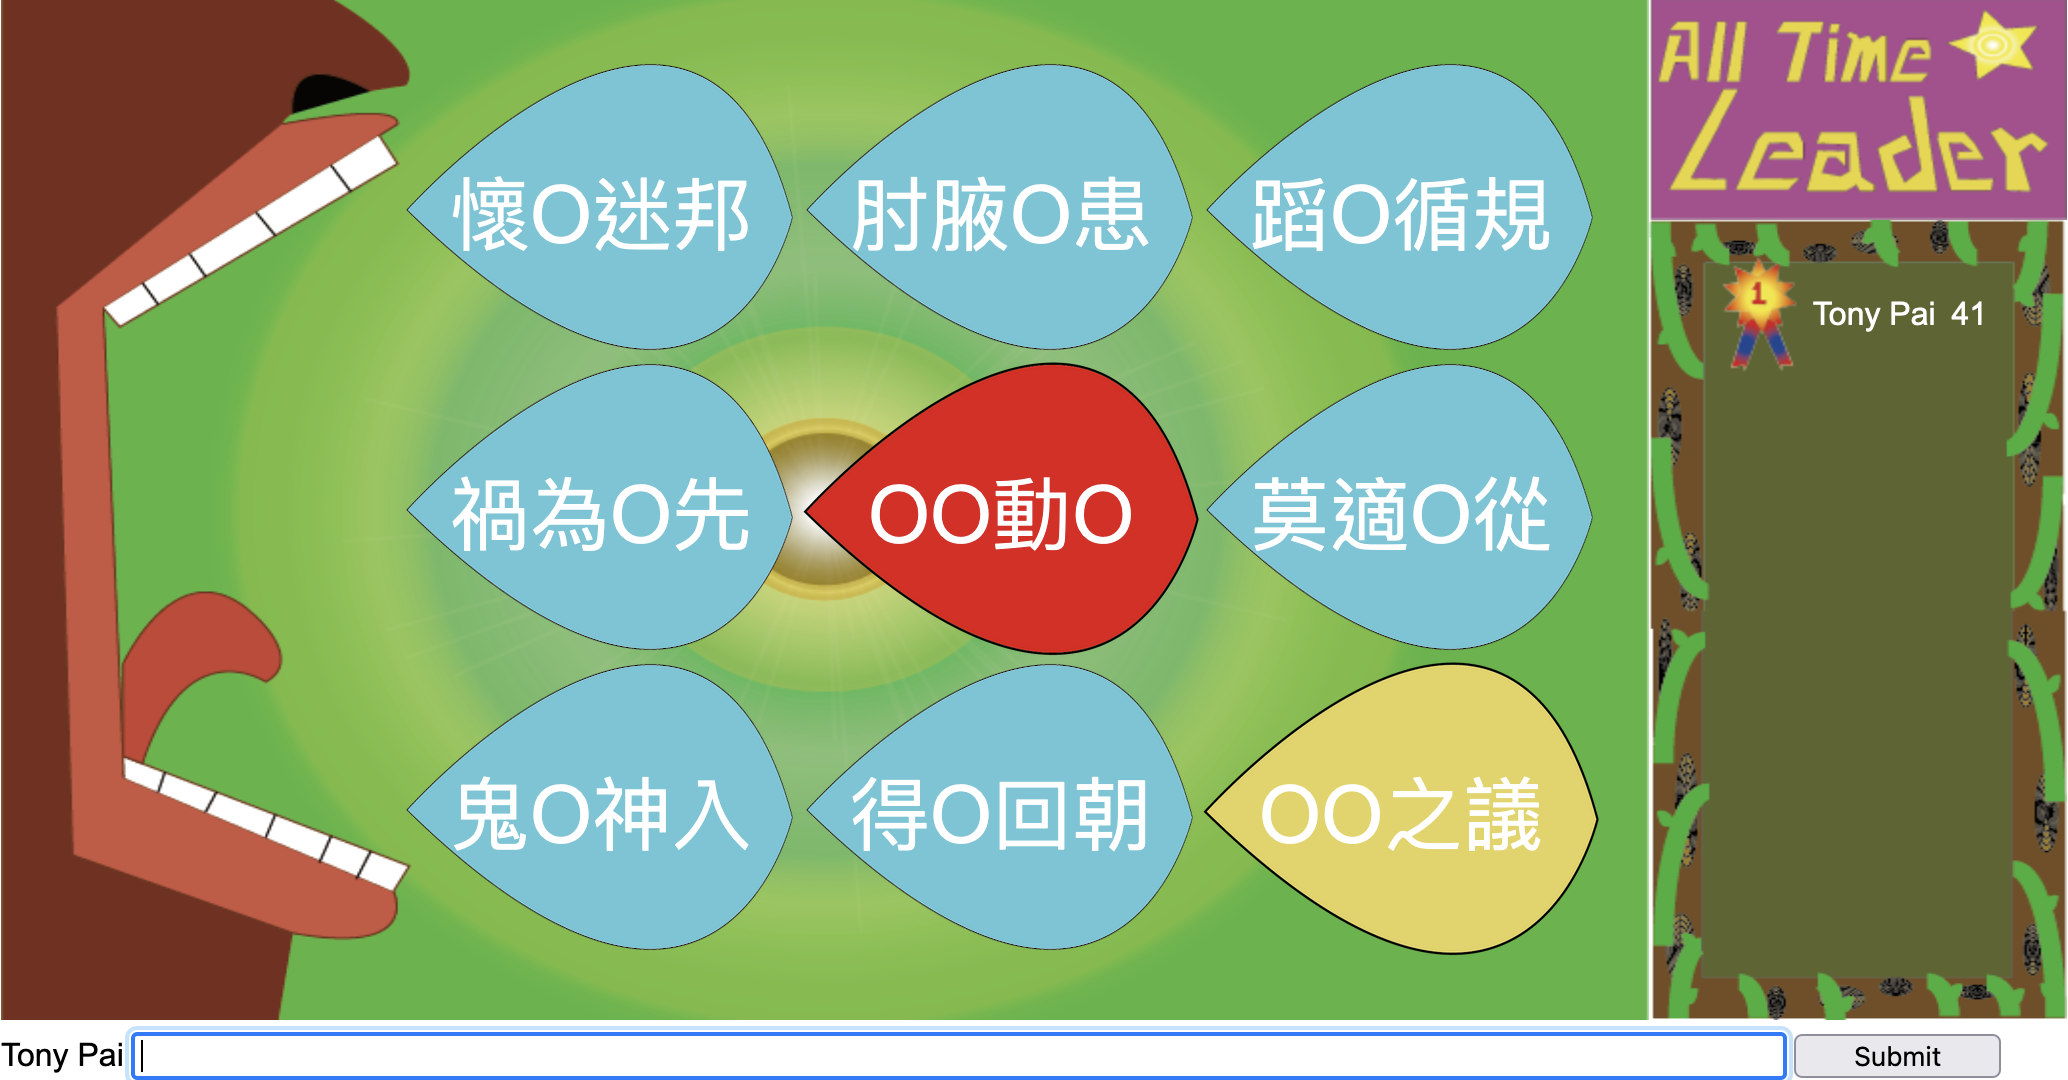 懷O迷邦
肘腋O患
蹈O循規
禍為O先
OO動O
莫適O從
鬼O神入
得O回朝
OO之議
All Time
Leader
1
Tony Pai 41
Tony Pai
Submit